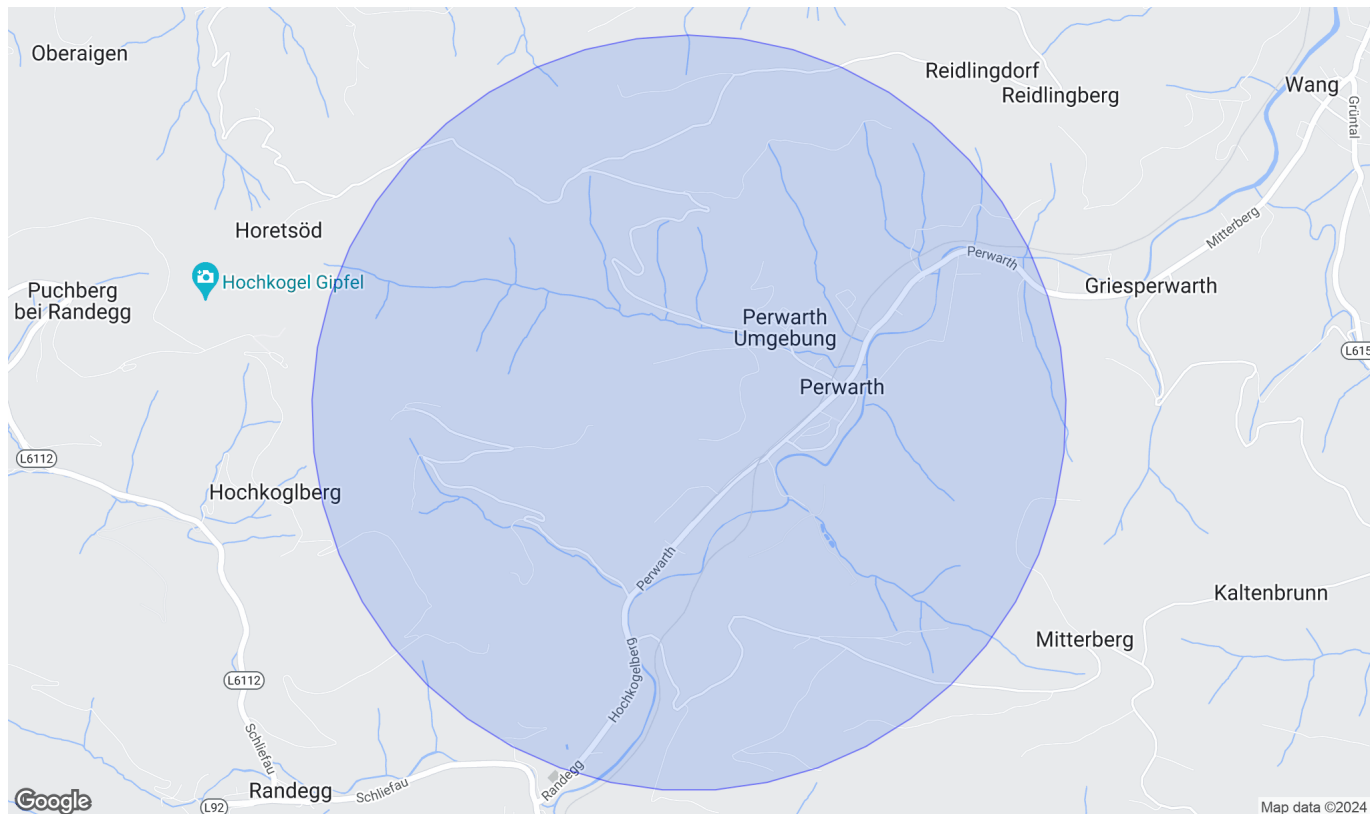 Oberaigen
Reidlingdorf
Reidlingberg
Wang
Grüntal
Horetsöd
Mitterberg
Perwarth
Hochkogel Gipfel
Puchberg
bei Randegg
Griesperwarth
Perwarth
Umgebung
L615
Perwarth
L6112
Hochkoglberg
Perwarth
Kaltenbrunn
Mitterberg
Hochkogelberg
L6112
Schliefau
Randegg
Randegg
Schliefau
L92
Google
Map data ©2024